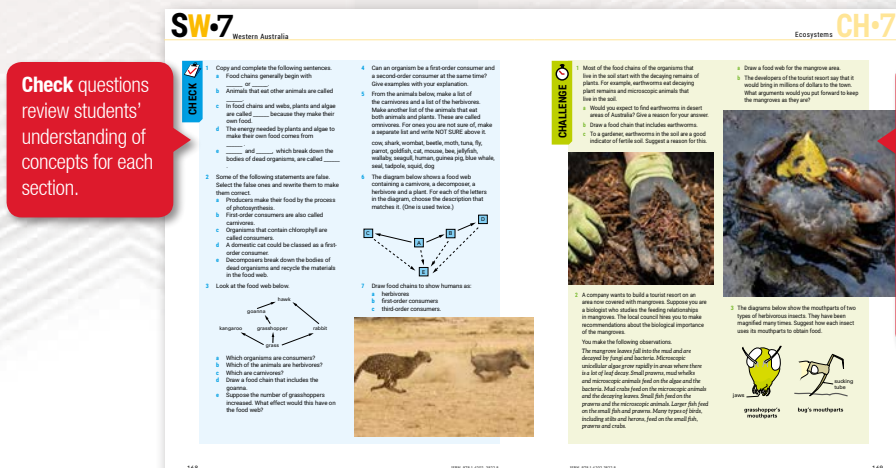 SW•7
Western Australia
Ecosystems CH•7
Check questions
review students’
understanding of
concepts for each
section.
CHECK
1 Copy and complete the following sentences.
a Food chains generally begin with
_____ or _____.
b Animals that eat other animals are called
_____.
c In food chains and webs, plants and algae
are called _____ because they make their
own food.
d The energy needed by plants and algae to
make their own food comes from
_____.
e _____ and _____, which break down the
bodies of dead organisms, are called _____
2 Some of the following statements are false.
Select the false ones and rewrite them to make
them correct.
a Producers make their food by the process
of photosynthesis.
b First-order consumers are also called
carnivores.
c Organisms that contain chlorophyll are
called consumers.
d A domestic cat could be classed as a first-
order consumer.
e Decomposers break down the bodies of
dead organisms and recycle the materials
in the food web.
3 Look at the food web below.
hawk
goanna
kangaroo grasshopper rabbit
grass
a Which organisms are consumers?
b Which of the animals are herbivores?
c Which are carnivores?
d Draw a food chain that includes the
goanna.
e Suppose the number of grasshoppers
increased. What effect would this have on
the food web?
4 Can an organism be a first-order consumer and
a second-order consumer at the same time?
Give examples with your explanation.
5 From the animals below, make a list of
the carnivores and a list of the herbivores.
Make another list of the animals that eat
both animals and plants. These are called
omnivores. For ones you are not sure of, make
a separate list and write NOT SURE above it.
cow, shark, wombat, beetle, moth, tuna, fly,
parrot, goldfish, cat, mouse, bee, jellyfish,
wallaby, seagull, human, guinea pig, blue whale,
seal, tadpole, squid, dog
6 The diagram below shows a food web
containing a carnivore, a decomposer, a
herbivore and a plant. For each of the letters
in the diagram, choose the description that
matches it. (One is used twice.)
D
C B
A
E
7 Draw food chains to show humans as:
a herbivores
b first-order consumers
c third-order consumers.
CHALLENGE
1 Most of the food chains of the organisms that
live in the soil start with the decaying remains of
plants. For example, earthworms eat decaying
plant remains and microscopic animals that
live in the soil.
a Would you expect to find earthworms in desert
areas of Australia? Give a reason for your answer.
b Draw a food chain that includes earthworms.
c To a gardener, earthworms in the soil are a good
indicator of fertile soil. Suggest a reason for this.
2 A company wants to build a tourist resort on an
area now covered with mangroves. Suppose you are
a biologist who studies the feeding relationships
in mangroves. The local council hires you to make
recommendations about the biological importance
of the mangroves.
You make the following observations.
The mangrove leaves fall into the mud and are
decayed by fungi and bacteria. Microscopic
unicellular algae grow rapidly in areas where there
is a lot of leaf decay. Small prawns, mud whelks
and microscopic animals feed on the algae and the
bacteria. Mud crabs feed on the microscopic animals
and the decaying leaves. Small fish feed on the
prawns and the microscopic animals. Larger fish feed
on the small fish and prawns. Many types of birds,
including stilts and herons, feed on the small fish,
prawns and crabs.
a Draw a food web for the mangrove area.
b The developers of the tourist resort say that it
would bring in millions of dollars to the town.
What arguments would you put forward to keep
the mangroves as they are?
3 The diagrams below show the mouthparts of two
types of herbivorous insects. They have been
magnified many times. Suggest how each insect
uses its mouthparts to obtain food.
jaws
sucking
tube
grasshopper's
mouthparts
bug's mouthparts